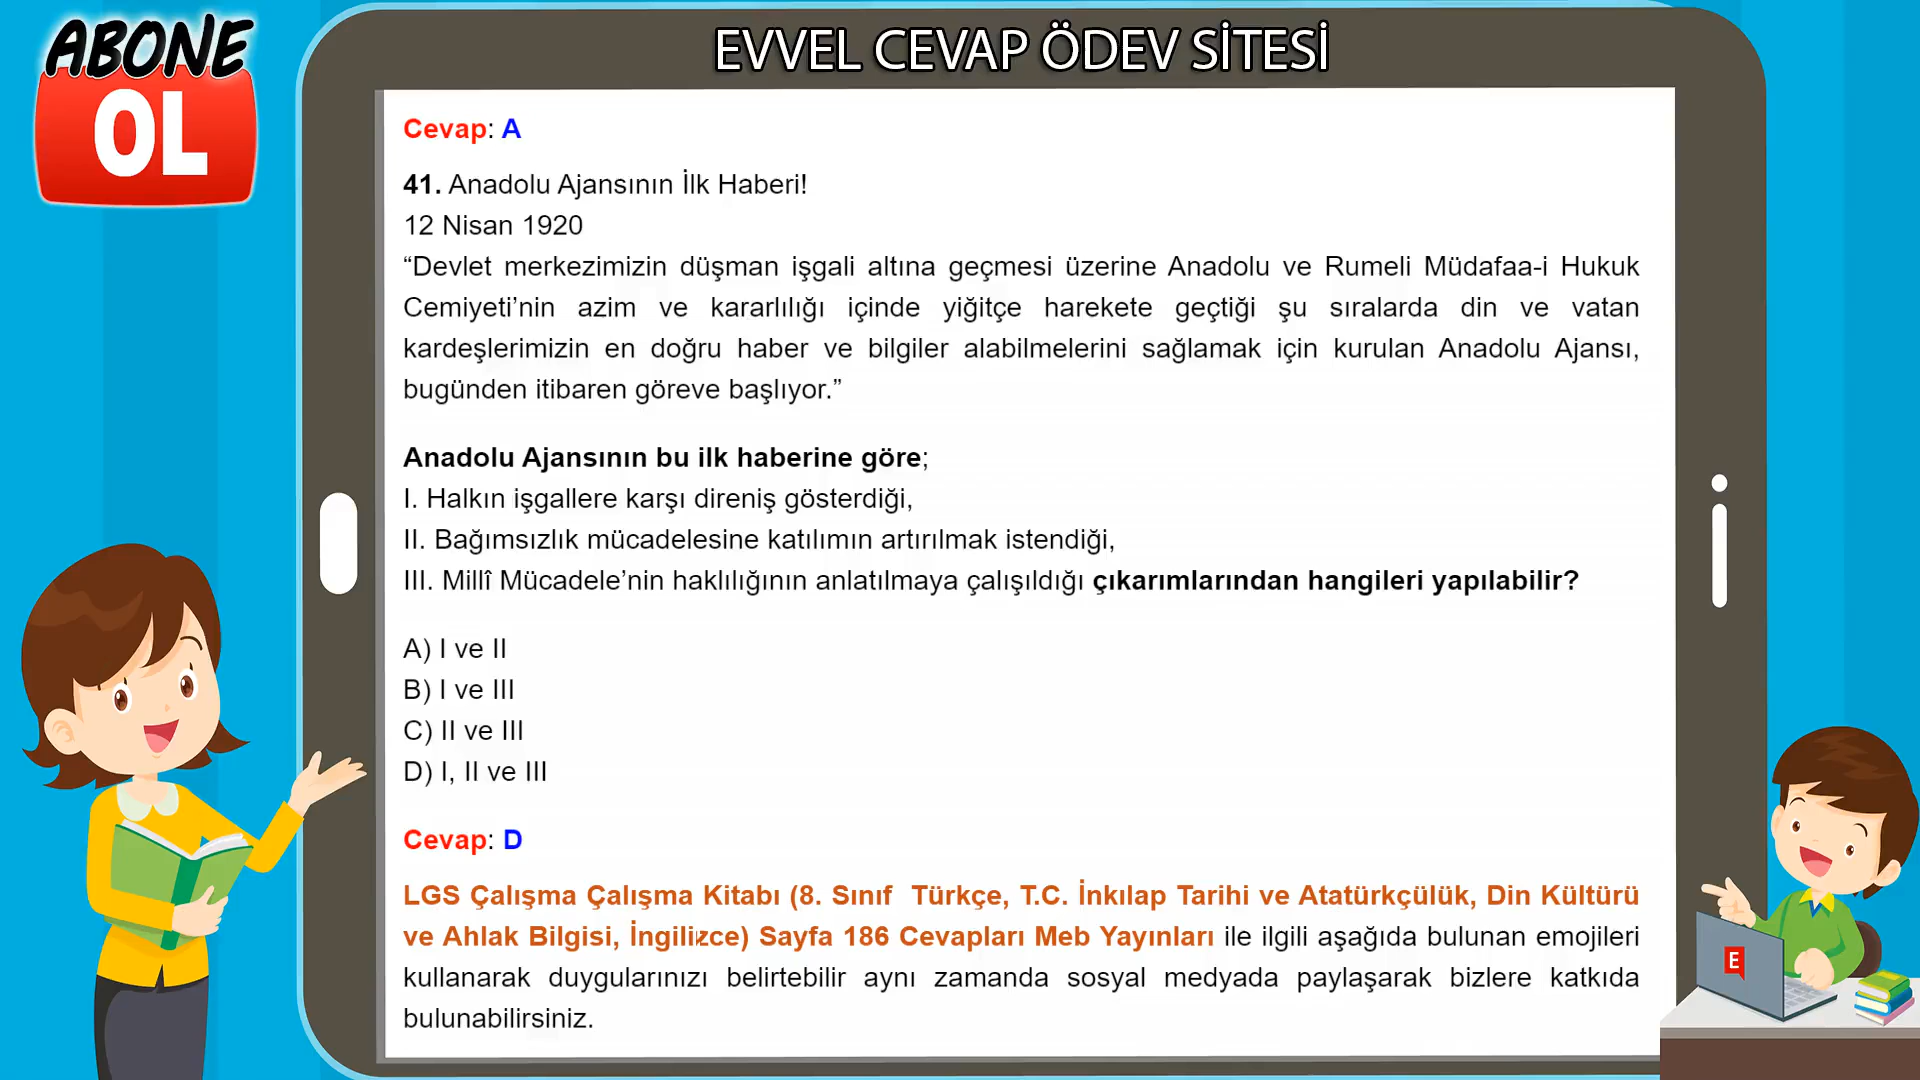 ABONE
OL
EVVEL CEVAP ÖDEV SİTESİ
Cevap: A
41. Anadolu Ajansının İlk Haberi!
12 Nisan 1920
“Devlet merkezimizin düşman işgali altına geçmesi üzerine Anadolu ve Rumeli Müdafaa-i Hukuk
Cemiyeti’nin azim ve kararlılığı içinde yiğitçe harekete geçtiği şu sıralarda din ve vatan
kardeşlerimizin en doğru haber ve bilgiler alabilmelerini sağlamak için kurulan Anadolu Ajansı,
bugünden itibaren göreve başlıyor.”
Anadolu Ajansının bu ilk haberine göre;
I. Halkın işgallere karşı direniş gösterdiği,
II. Bağımsızlık mücadelesine katılımın artırılmak istendiği,
III. Millî Mücadele’nin haklılığının anlatılmaya çalışıldığı çıkarımlarından hangileri yapılabilir?
A) I ve II
B) I ve III
C) II ve III
D) I, II ve III
Cevap: D
LGS Çalışma Çalışma Kitabı (8. Sınıf Türkçe, T.C. İnkılap Tarihi ve Atatürkçülük, Din Kültürü
ve Ahlak Bilgisi, İngilizce) Sayfa 186 Cevapları Meb Yayınları ile ilgili aşağıda bulunan emojileri
kullanarak duygularınızı belirtebilir aynı zamanda sosyal medyada paylaşarak bizlere katkıda
bulunabilirsiniz.
E